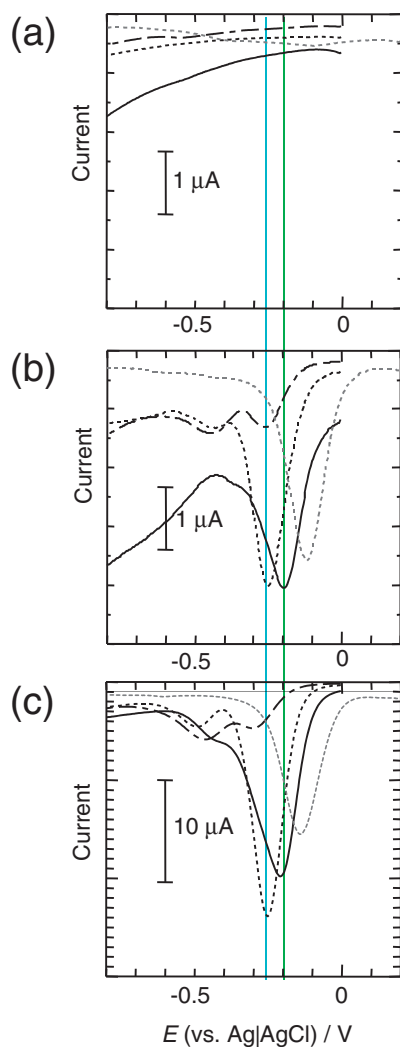 (a)
Current
1 μA
-0.5
0
(b)
Current
1 μA
-0.5
0
(c)
Current
10 μA
-0.5
0
E (vs. Ag|AgCl) / V